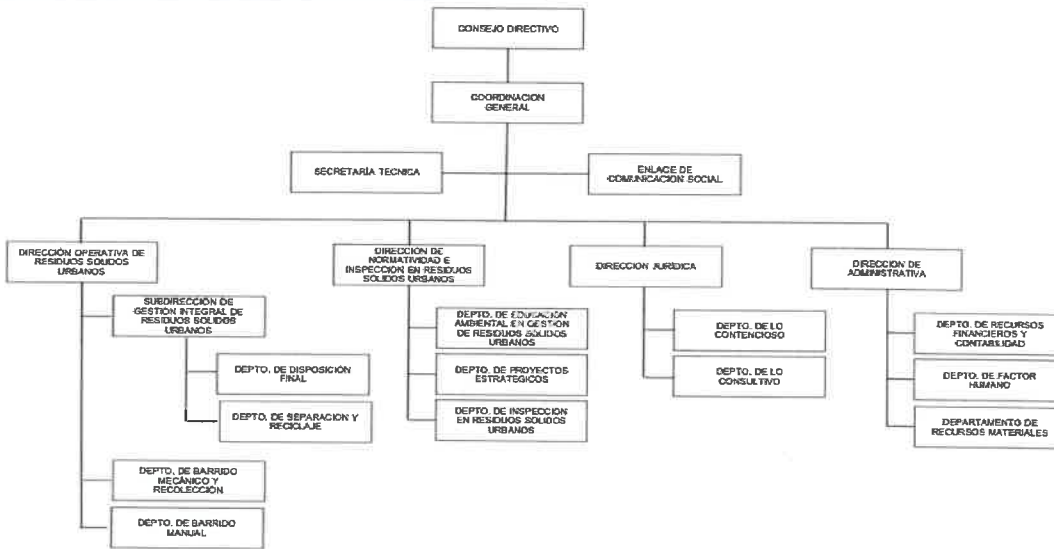 CONSEJO DIRECTIVO
COORDINACION
GENERAL
SECRETARÍA TECNICA
ENLACE DE
COMUNICACION SOCIAL
DIRECCIÓN OPERATIVA DE
RESIDUOS SOLIDOS
URBANOS
DIRECCIÓN DE
NORMATIVIDAD E
INSPECCIÓN EN RESIDUOS
SOLIDOS URBANOS
DIRECCION JURÍDICA
DIRECCION DE
ADMINISTRATIVA
SUBDIRECCIÓN DE
GESTIÓN INTEGRAL DE
RESIDUOS SOLIDOS
URBANOS
DEPTO. DE DISPOSICIÓN
FINAL
DEPTO. DE SEPARACION Y
RECICLAJE
DEPTO. DE BARRIDO
MECÁNICO Y
RECOLECCIÓN
DEPTO. DE BARRIDO
MANUAL
DEPTO. DE EDUCACIÓN
AMBIENTAL EN GESTION
DE RESIDUOS SOLIDOS
URBANOS
DEPTO. DE PROYECTOS
ESTRATEGICOS
DEPTO. DE INSPECCION
EN RESIDUOS SOLIDOS
URBANOS
DEPTO. DE LO
CONTENCIOSO
DEPTO. DE LO
CONSULTIVO
DEPTO. DE RECURSOS
FINANCIEROS Y
CONTABILIDAD
DEPTO. DE FACTOR
HUMANO
DEPARTAMENTO DE
RECURSOS MATERIALES